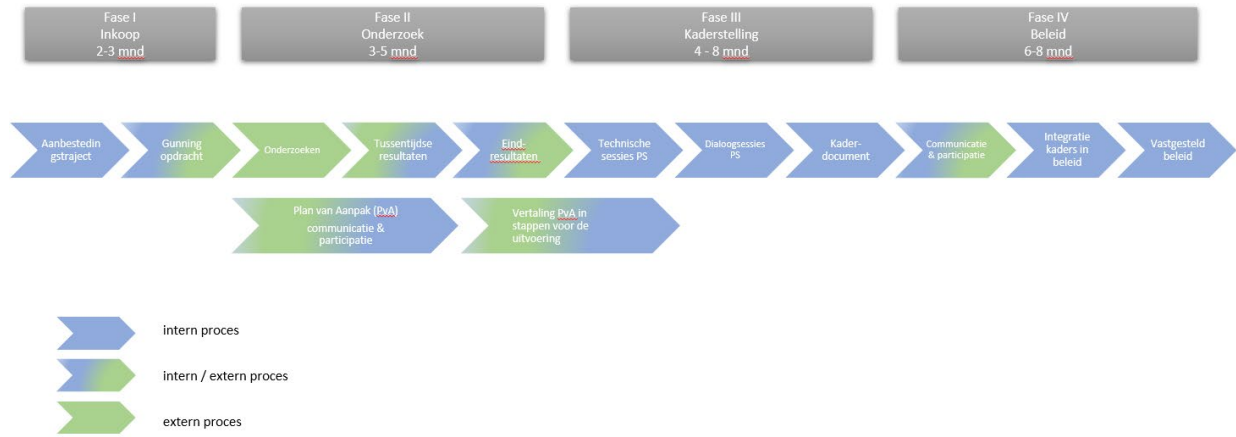 Fase I
Inkoop
2-3 mnd
Fase II
Onderzoek
3-5 mnd
Fase III
Kaderstelling
4 - 8 mnd
Fase IV
Beleid
6-8 mnd
Aanbestedin
gstraject
Gunning
opdracht
Onderzoeken
Tussentijdse
resultaten
Eind-
resultaten
Technische
sessies PS
Dialoogsessies
PS
Kader-
document
Communicatie
& participatie
Integratie
kaders in
beleid
Vastgesteld
beleid
Plan van Aanpak (PvA)
communicatie &
participatie
Vertaling PvA in
stappen voor de
uitvoering
intern proces
intern / extern proces
extern proces